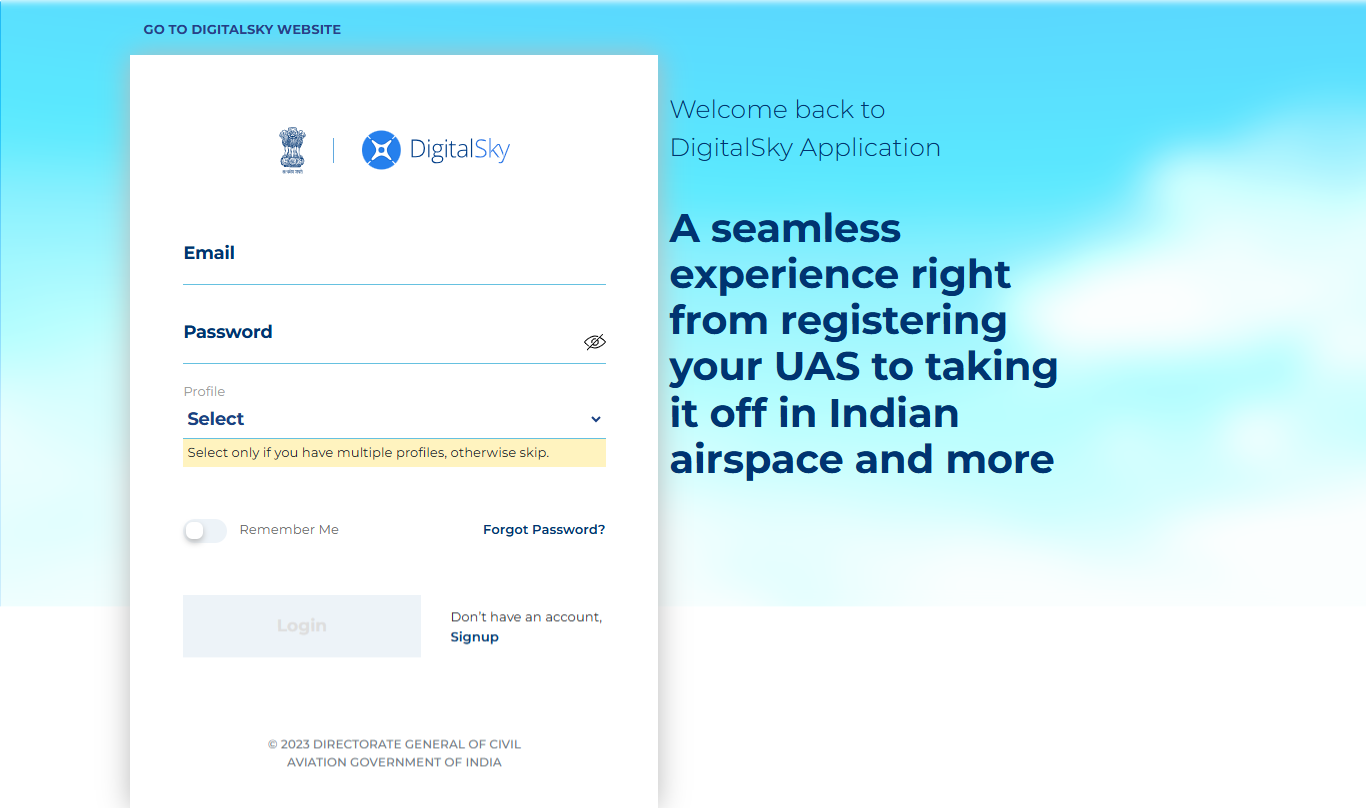 GO TO DIGITALSKY WEBSITE
DigitalSky
Email
Password
Profile
Select
Select only if you have multiple profiles, otherwise skip.
Remember Me
Forgot Password?
Login
Don't have an account,
Signup
© 2023 DIRECTORATE GENERAL OF CIVIL
AVIATION GOVERNMENT OF INDIA
Welcome back to
DigitalSky Application
A seamless
experience right
from registering
your UAS to taking
it off in Indian
airspace and more